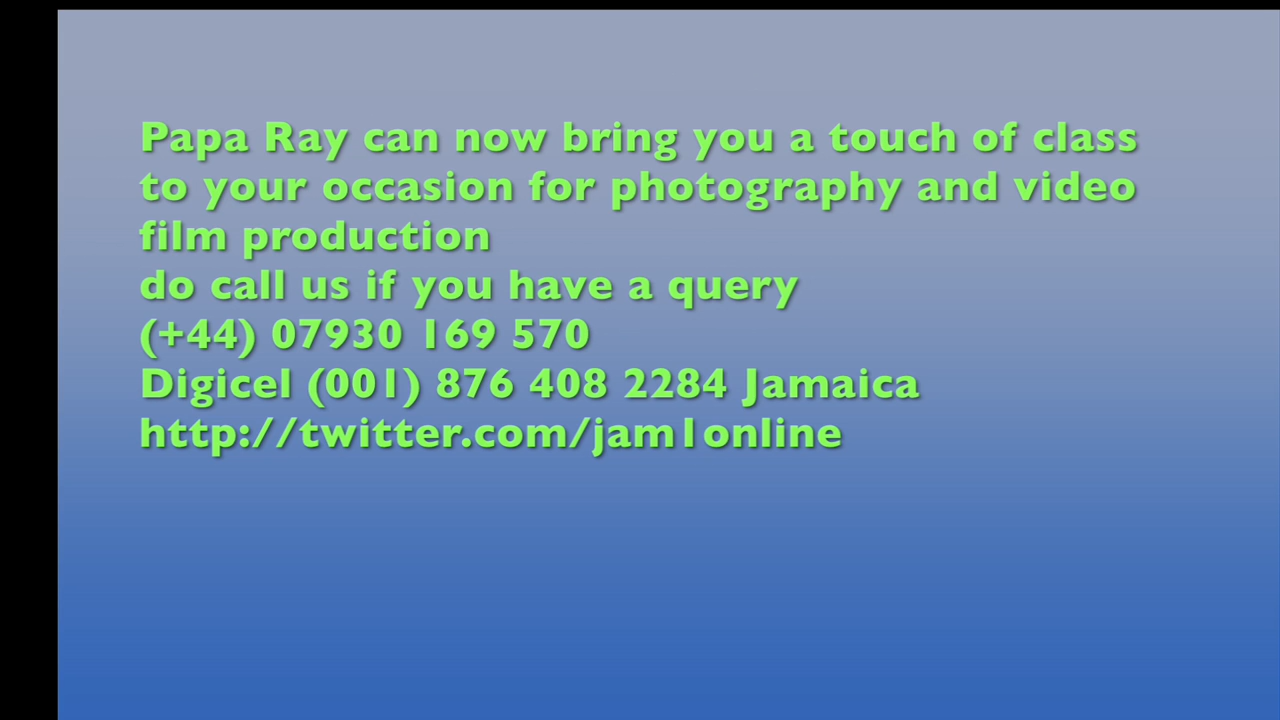 Papa Ray can now bring you a touch of class
to your occasion for photography and video
film production
do call us if you have a query
(+44) 07930 169 570
Digicel (001) 876 408 2284 Jamaica
http://twitter.com/jam1online